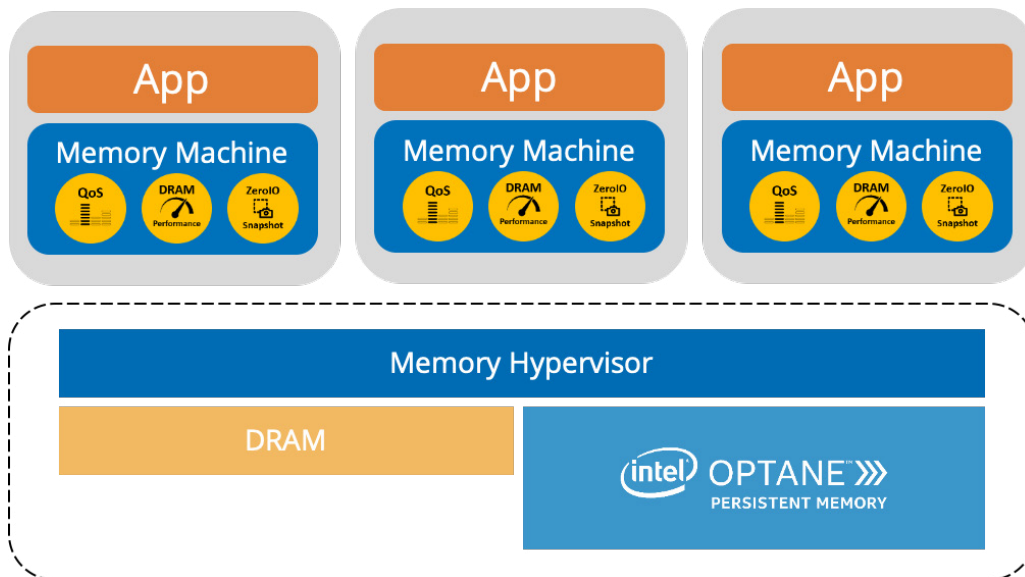 App
App
App
Memory Machine
Memory Machine
Memory Machine
QoS
DRAM
Performance
ZeroIO
Snapshot
QoS
DRAM
Performance
ZeroIO
Snapshot
QoS
DRAM
Performance
ZeroIO
Snapshot
Memory Hypervisor
DRAM
intel OPTANE™
PERSISTENT MEMORY